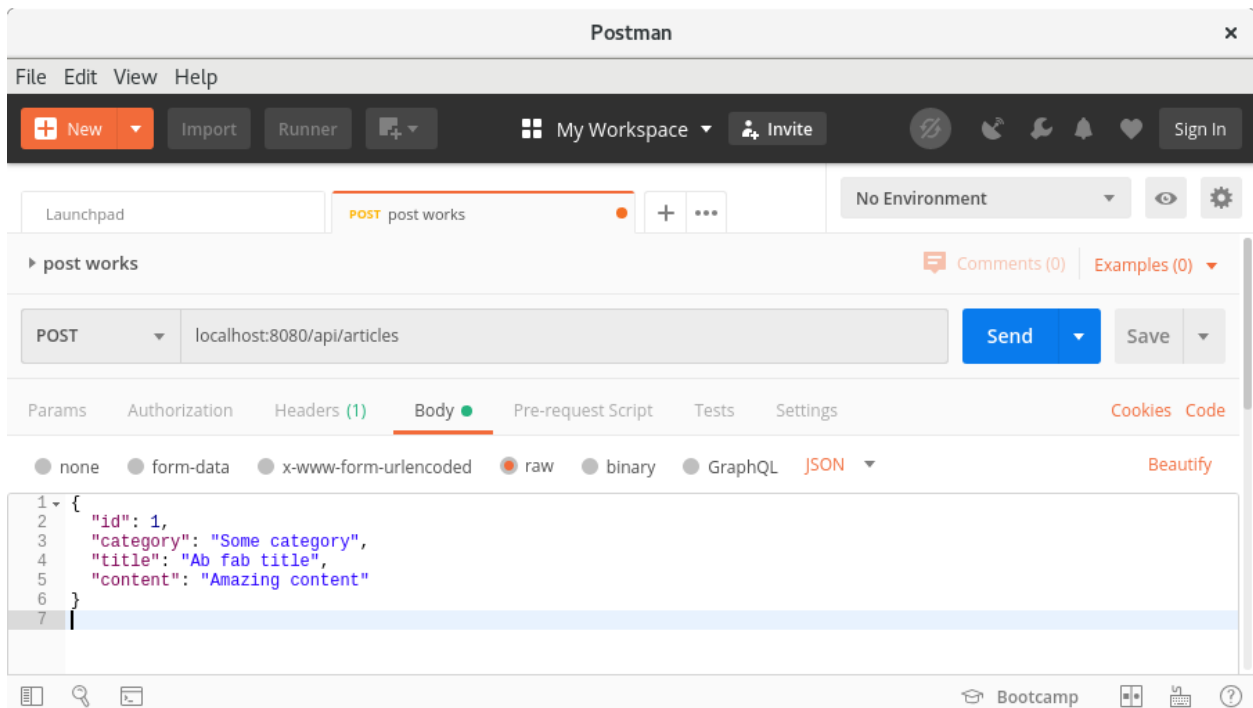 Postman
File Edit View Help
New Import Runner My Workspace Invite Sign In
Launchpad POST post works No Environment
post works Comments (0) Examples (0)
POST localhost:8080/api/articles Send Save
Params Authorization Headers (1) Body Pre-request Script Tests Settings Cookies Code
none form-data x-www-form-urlencoded raw binary GraphQL JSON Beautify
1 {
2 "id": 1,
3 "category": "Some category",
4 "title": "Ab fab title",
5 "content": "Amazing content"
6 }
7
Bootcamp